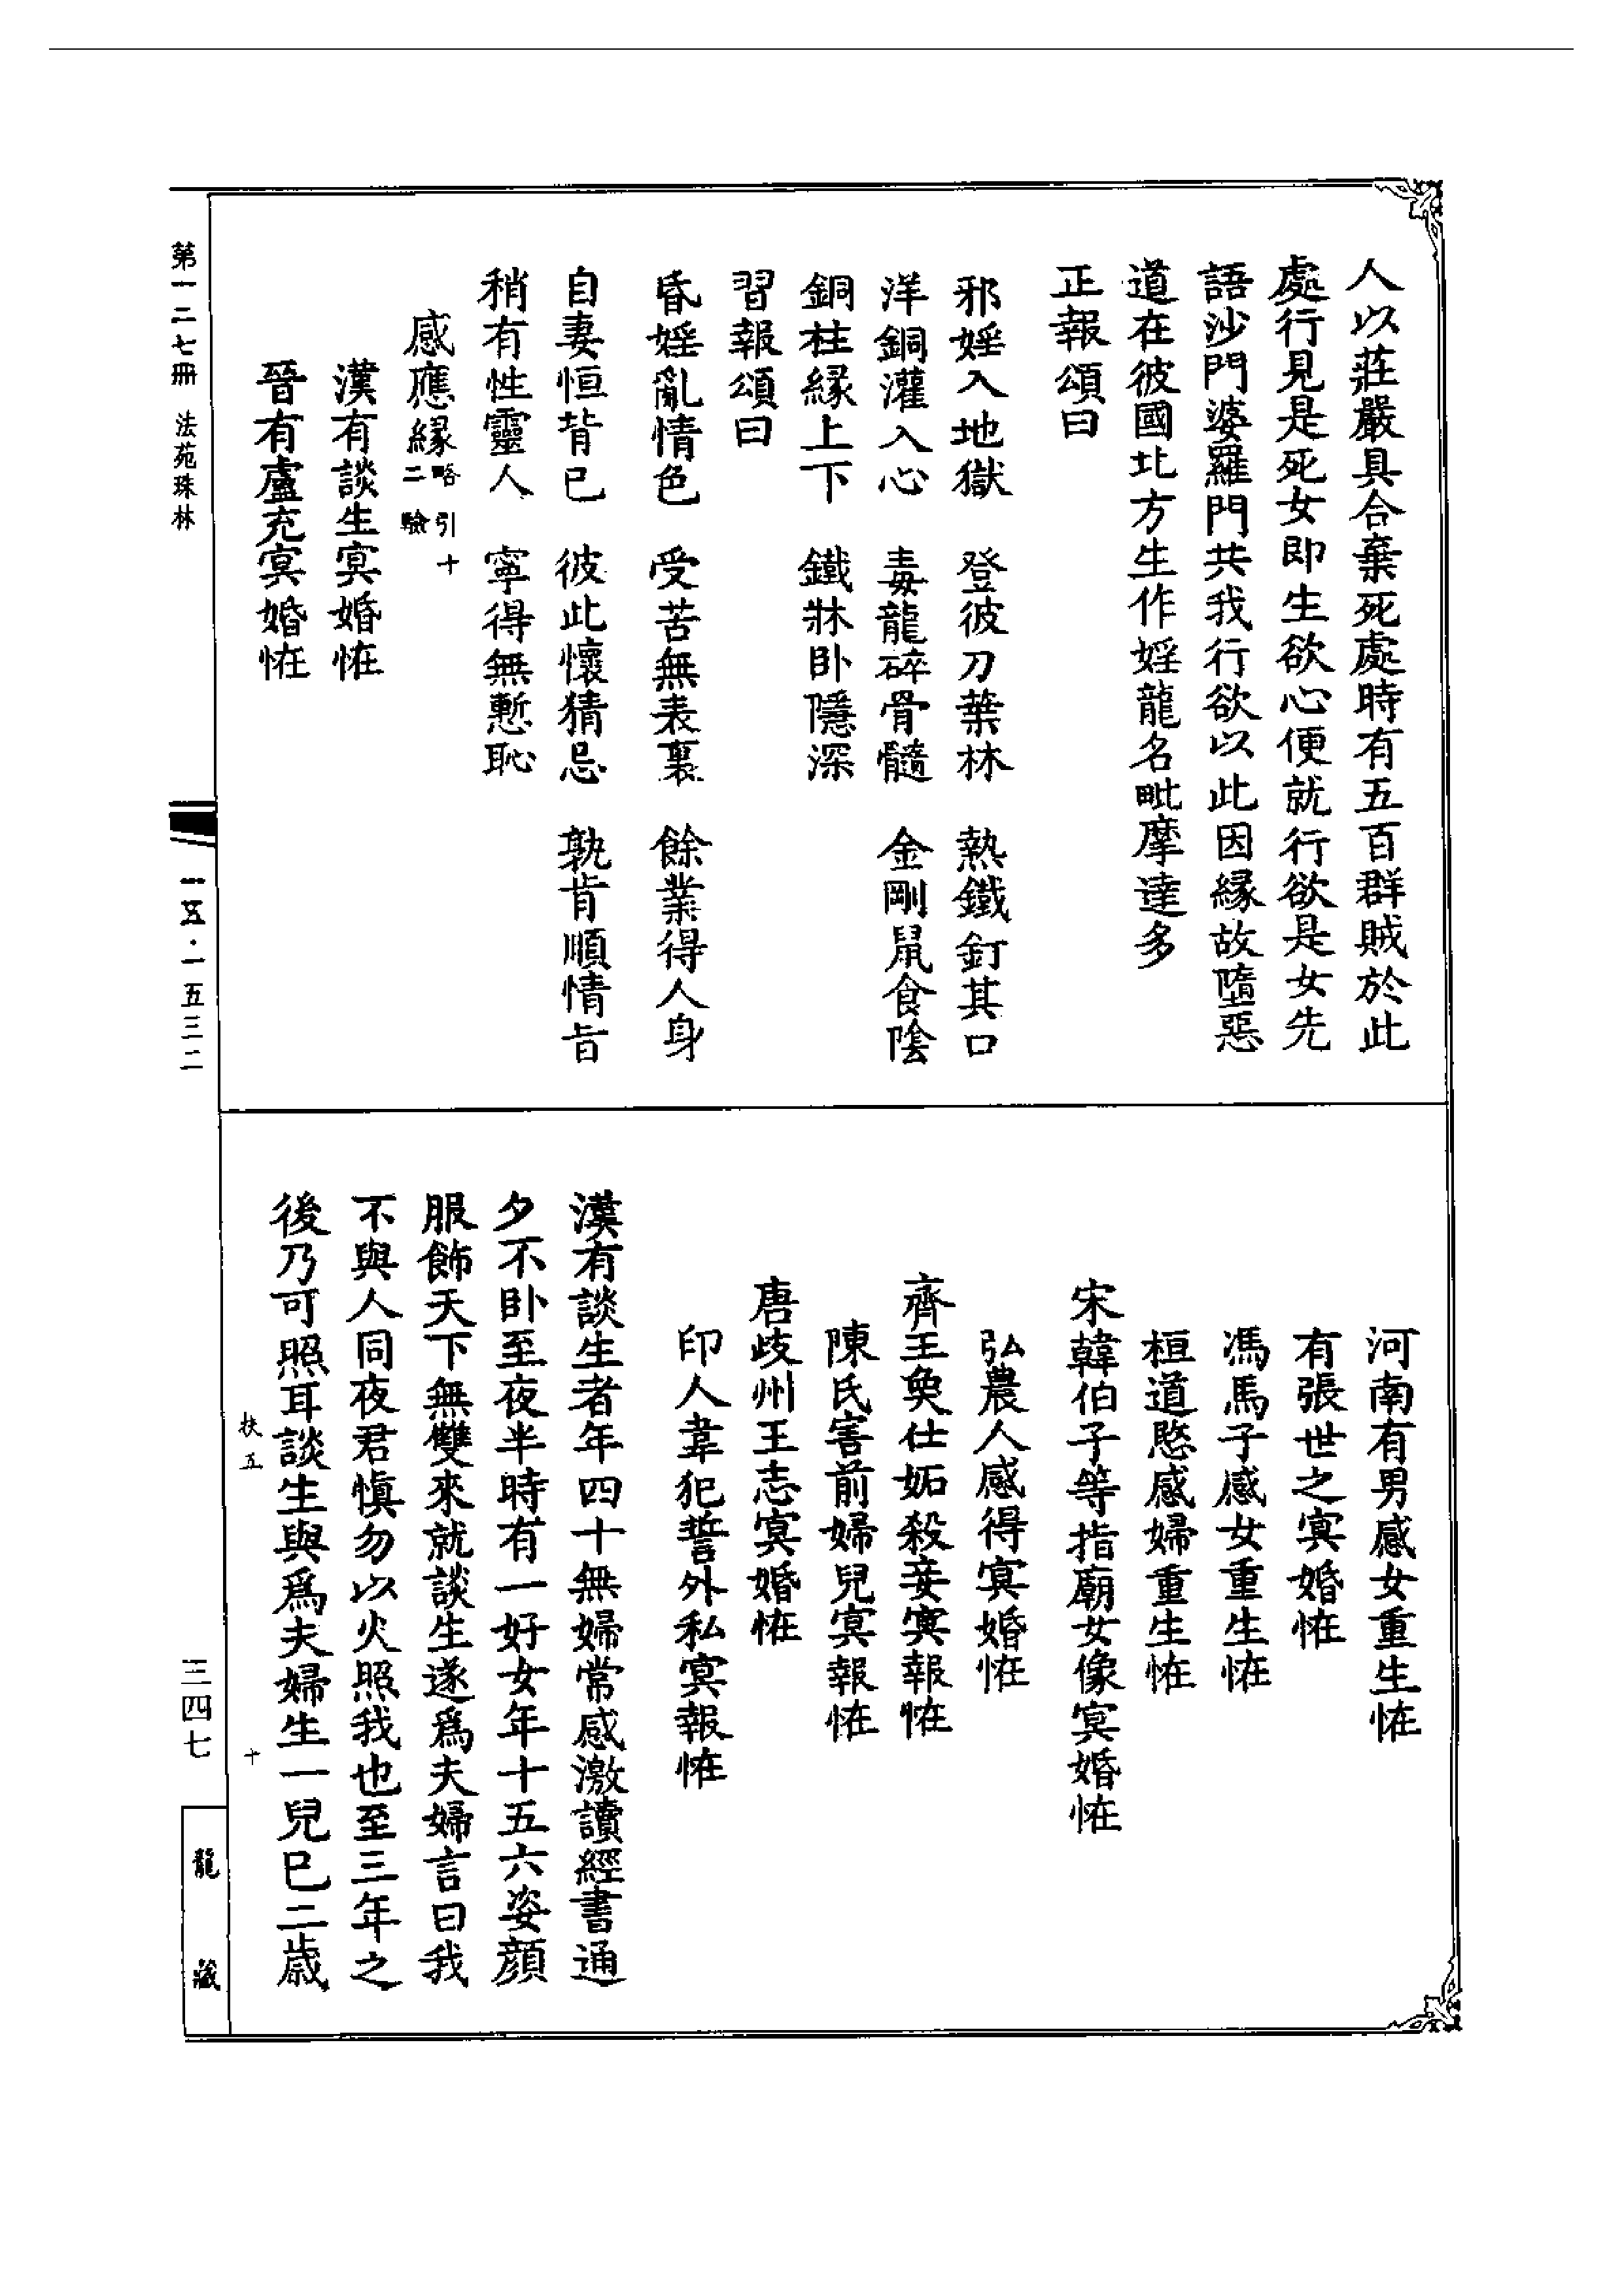 人以莊嚴具合棄死處時有五百群賊於此
處行見是死女即生欲心便就行欲是女先
語沙門婆羅門共我行欲以此因緣故墮惡
道在彼國北方生作婬龍名毗摩達多
正報頌曰
邪婬入地獄　登彼刀葉林　熱鐵釘其口
洋銅灌入心　毒龍碎骨髓　金剛鼠食陰
銅柱緣上下　鐵牀卧隱深
習報頌曰
昏婬亂情色　受苦無表裏　餘業得人身
自妻恒背已　彼此懷猜忌　孰肯順情旨
稍有性靈人　寧得無慙恥
感應緣略引十二驗
漢有談生冥婚恠
晉有盧充冥婚恠
河南有男感女重生恠
有張世之冥婚恠
馮馬子感女重生恠
桓道愍感婦重生恠
宋韓伯子等指廟女像冥婚恠
弘農人感得冥婚恠
齊王奐仕妬殺妾冥報恠
陳氏害前婦兒冥報恠
唐歧州王志冥婚恠
印人韋犯誓外私冥報恠
漢有談生者年四十無婦常感激讀經書通
夕不卧至夜半時有一好女年十五六姿顏
服飾天下無雙來就談生遂爲夫婦言曰我
不與人同夜君慎勿以火照我也至三年之
後乃可照耳談生與爲夫婦生一兒巳二歲
扶五　十
第一二七冊　法苑珠林
一五·一五三二
三四七
龍藏